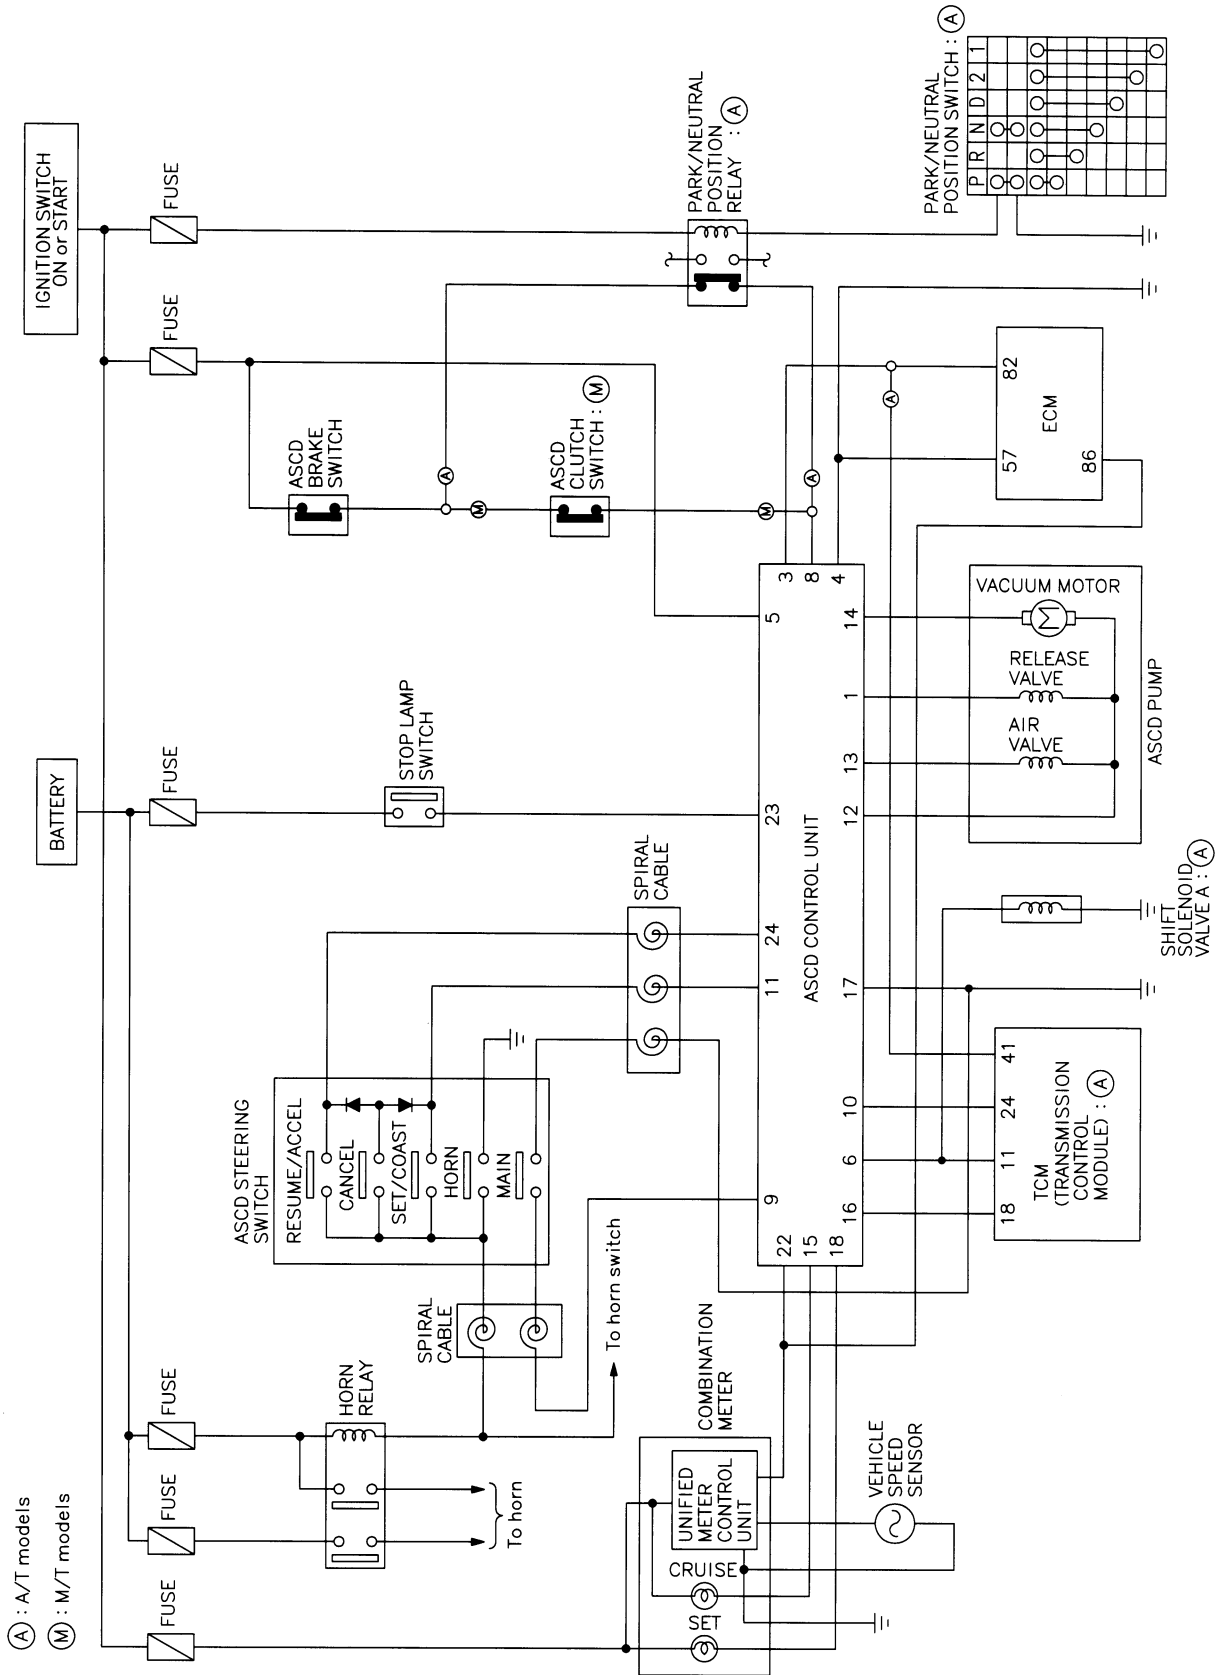 Ⓐ : A/T models
Ⓜ : M/T models
IGNITION SWITCH
ON or START
BATTERY
FUSE
FUSE
FUSE
FUSE
FUSE
FUSE
HORN
RELAY
To horn
To horn switch
SPIRAL
CABLE
ASCD STEERING
SWITCH
RESUME/ACCEL
CANCEL
SET/COAST
HORN
MAIN
SPIRAL
CABLE
STOP LAMP
SWITCH
ASCD
BRAKE
SWITCH
ASCD
CLUTCH
SWITCH : Ⓜ
Ⓐ
Ⓜ
Ⓜ
Ⓐ
PARK/NEUTRAL
POSITION
RELAY : Ⓐ
PARK/NEUTRAL
POSITION SWITCH : Ⓐ
P R N D 2 1
COMBINATION
METER
UNIFIED
METER
CONTROL
UNIT
CRUISE
SET
VEHICLE
SPEED
SENSOR
ASCD CONTROL UNIT
22
15
18
9
11
24
23
5
3
8
4
16
6
10
17
12
13
1
14
TCM
(TRANSMISSION
CONTROL
MODULE) : Ⓐ
18
11
24
41
SHIFT
SOLENOID
VALVE A : Ⓐ
ASCD PUMP
AIR
VALVE
RELEASE
VALVE
VACUUM MOTOR
M
ECM
57
82
86
Ⓐ